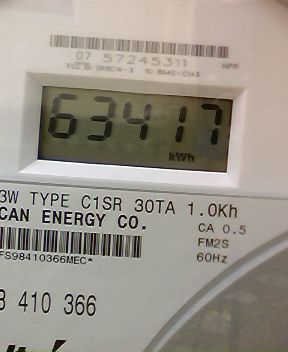 07 57245311
HPP
63417
kWh
3W TYPE C1SR 30TA 1.0Kh
CAN ENERGY CO.
CA 0.5
FM2S
FS98410366MEC*
60Hz
410 366